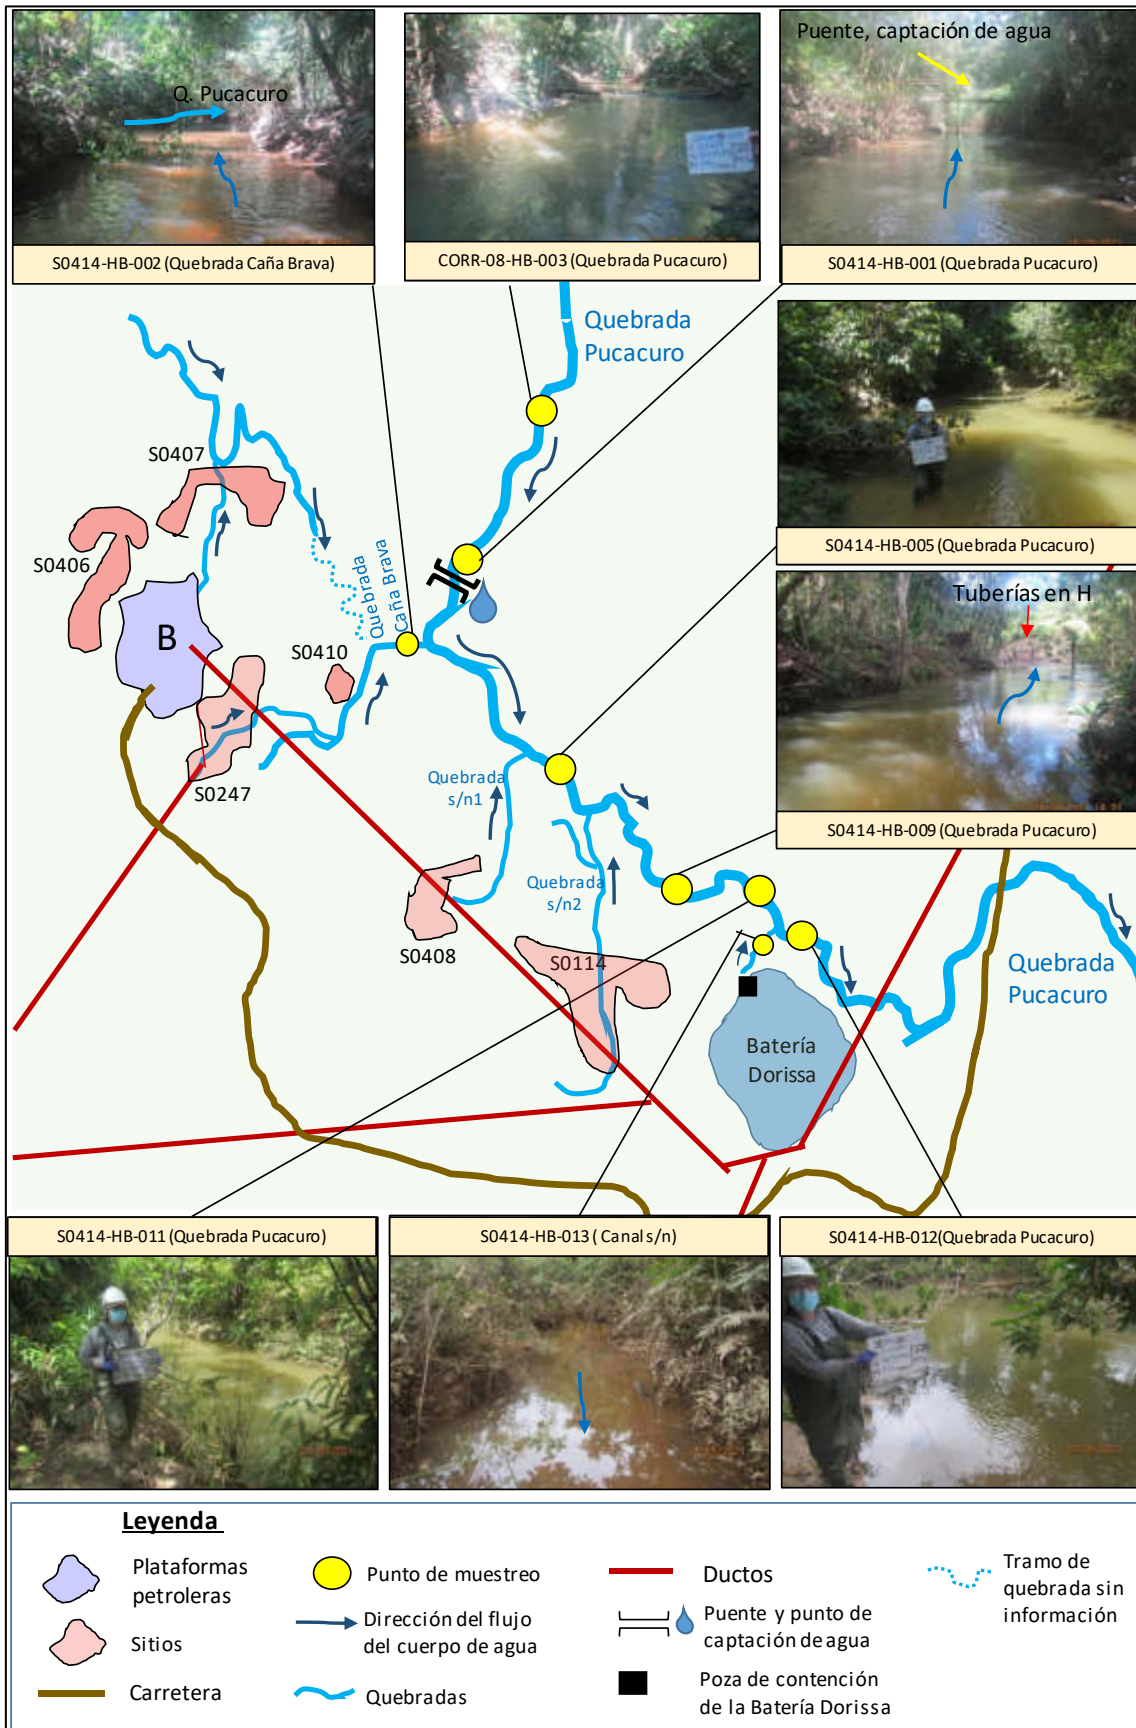 Q. Pucacuro
S0414-HB-002 (Quebrada Caña Brava)
CORR-08-HB-003 (Quebrada Pucacuro)
Puente, captación de agua
S0414-HB-001 (Quebrada Pucacuro)
Quebrada
Pucacuro
S0407
S0406
B
Quebrada
Caña Brava
S0410
S0247
S0414-HB-005 (Quebrada Pucacuro)
Tuberías en H
S0414-HB-009 (Quebrada Pucacuro)
Quebrada
s/n1
Quebrada
s/n2
S0408
S0114
Quebrada
Pucacuro
Batería
Dorissa
S0414-HB-011 (Quebrada Pucacuro)
S0414-HB-013 ( Canal s/n)
S0414-HB-012(Quebrada Pucacuro)
Leyenda
Plataformas
petroleras
Sitios
Carretera
Punto de muestreo
Dirección del flujo
del cuerpo de agua
Quebradas
Ductos
Puente y punto de
captación de agua
Poza de contención
de la Batería Dorissa
Tramo de
quebrada sin
información